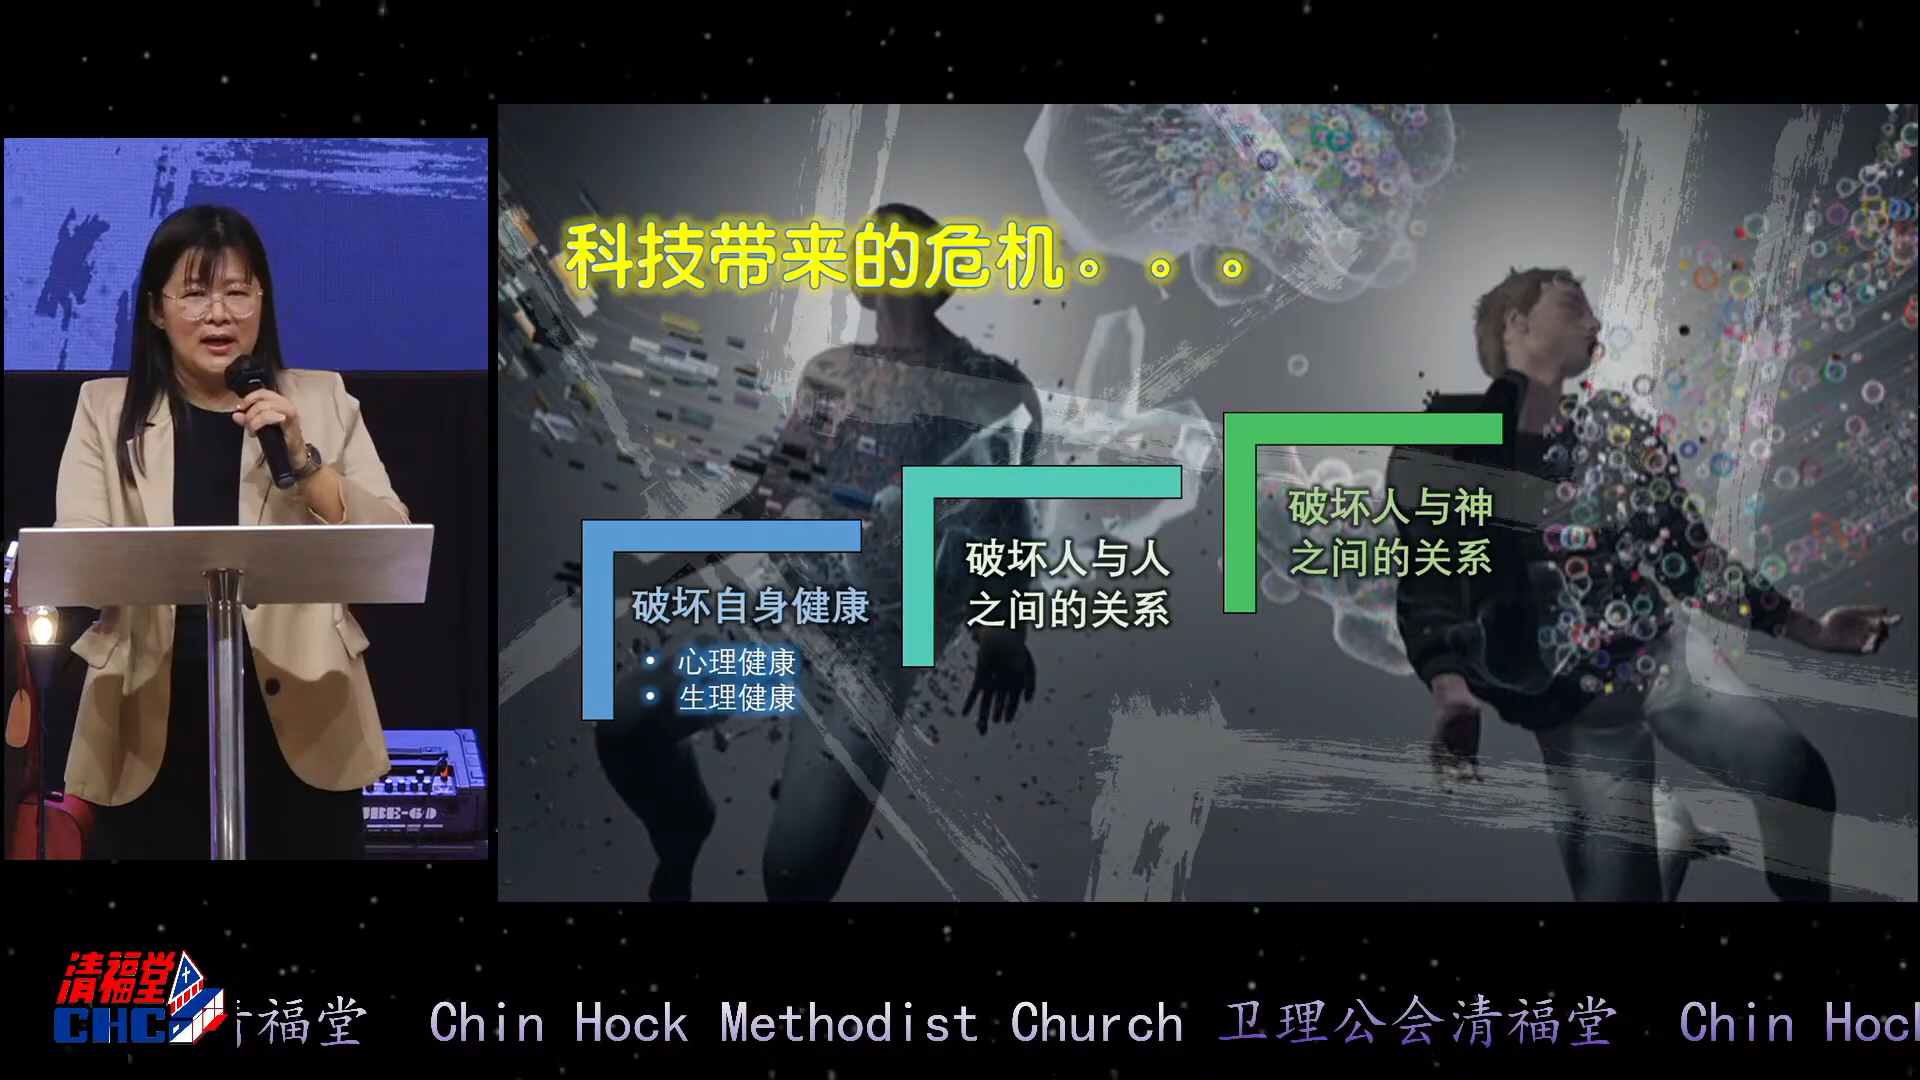 科技带来的危机。。。
破坏自身健康
• 心理健康
• 生理健康
破坏人与人
之间的关系
破坏人与神
之间的关系
UBE-60
清福堂
CHC
福堂 Chin Hock Methodist Church 卫理公会清福堂 Chin Hock